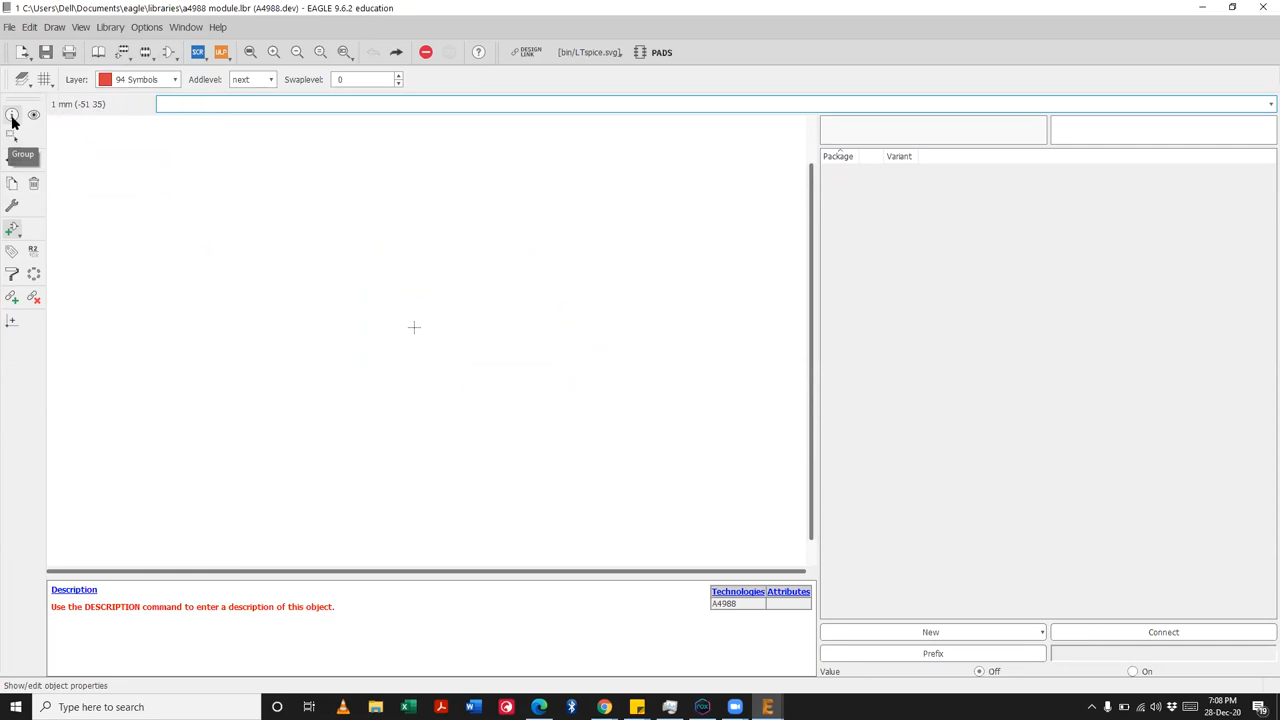 1 C:\Users\Dell\Documents\eagle\libraries\a4988 module.lbr (A4988.dev) - EAGLE 9.6.2 education
File Edit Draw View Library Options Window Help
SCR ULP DESIGN LINK [bin/LTspice.svg] PADS
Layer: 94 Symbols Addlevel: next Swaplevel: 0
1 mm (-51 35)
Group
Package Variant
R2
Description
Use the DESCRIPTION command to enter a description of this object.
Technologies Attributes
A4988
New Connect
Prefix
Value Off On
Show/edit object properties
Type here to search
7:08 PM
28-Dec-20